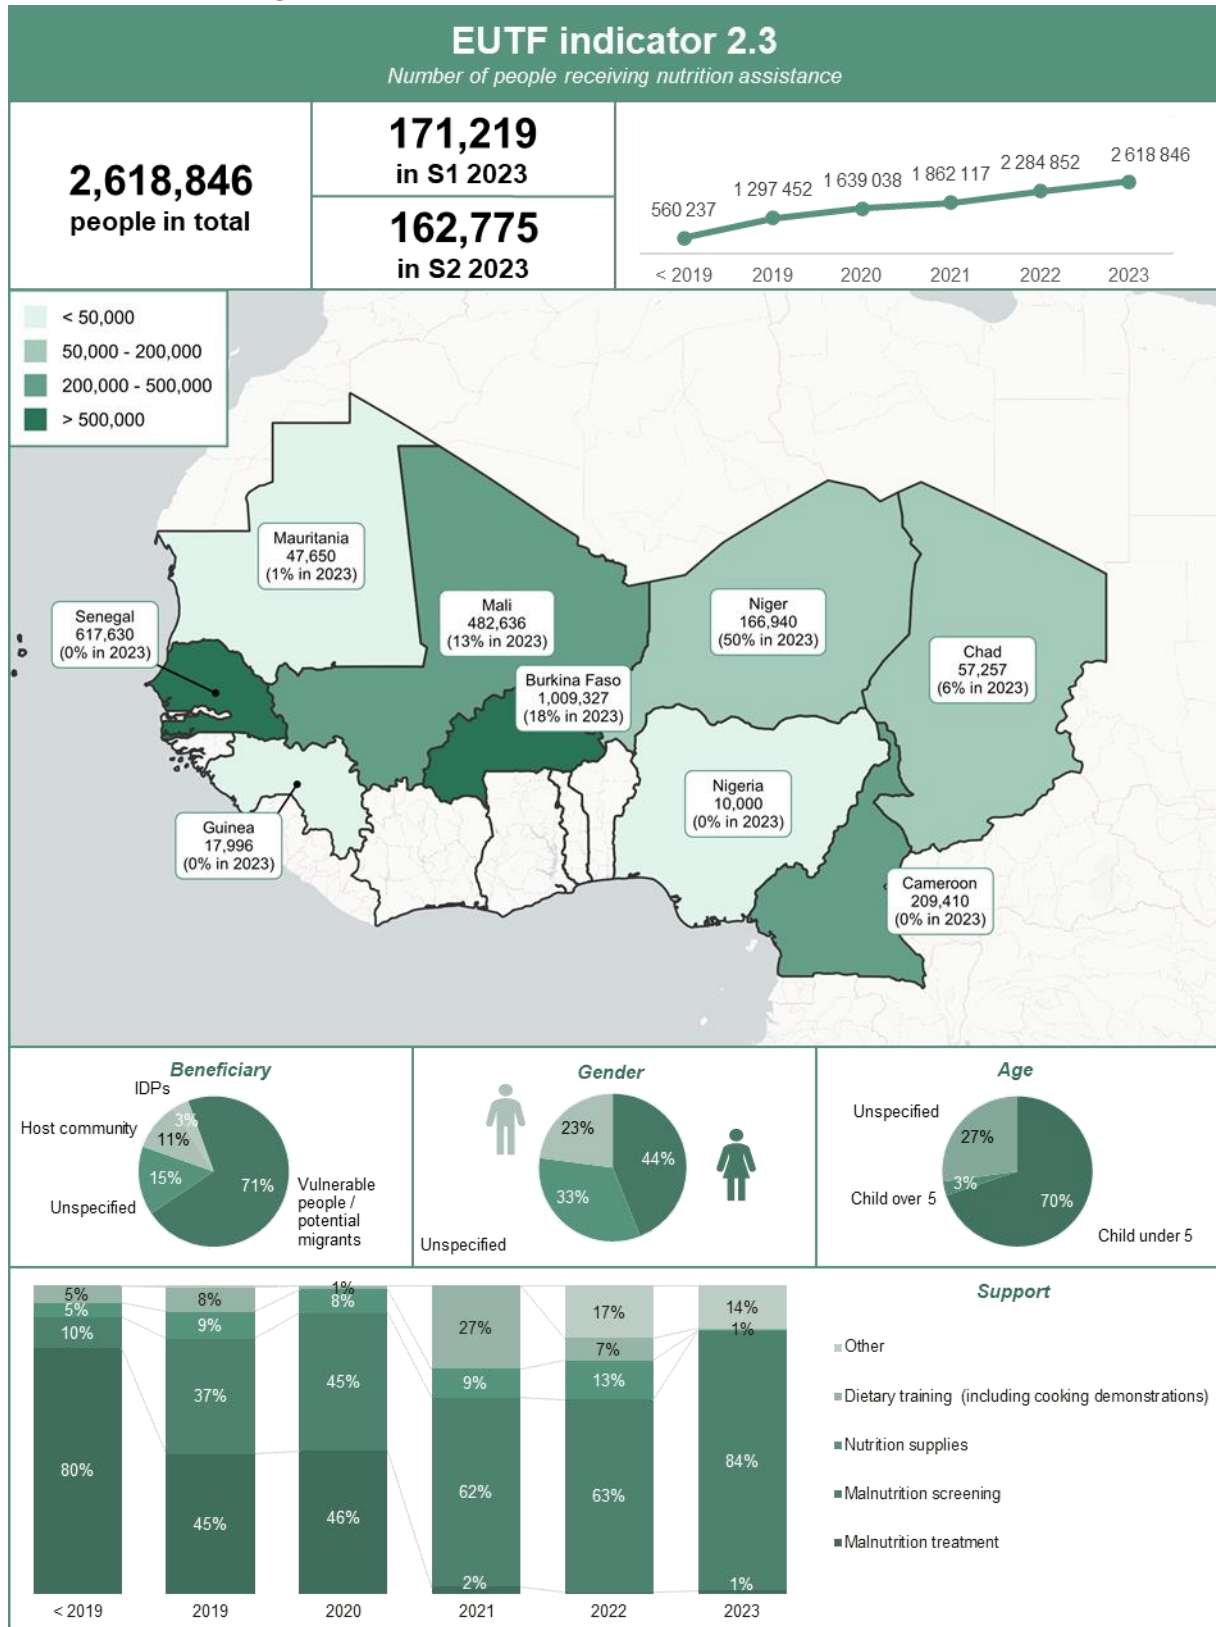 EUTF indicator 2.3
Number of people receiving nutrition assistance
2,618,846
people in total
171,219
in S1 2023
162,775
in S2 2023
560 237
1 297 452
1 639 038
1 862 117
2 284 852
2 618 846
< 2019
2019
2020
2021
2022
2023
< 50,000
50,000 - 200,000
200,000 - 500,000
> 500,000
Mauritania
47,650
(1% in 2023)
Senegal
617,630
(0% in 2023)
Mali
482,636
(13% in 2023)
Niger
166,940
(50% in 2023)
Chad
57,257
(6% in 2023)
Burkina Faso
1,009,327
(18% in 2023)
Nigeria
10,000
(0% in 2023)
Guinea
17,996
(0% in 2023)
Cameroon
209,410
(0% in 2023)
Beneficiary
IDPs
3%
Host community
11%
15%
Unspecified
71%
Vulnerable
people /
potential
migrants
Gender
23%
44%
33%
Unspecified
Age
Unspecified
27%
3%
Child over 5
70%
Child under 5
5%
5%
10%
80%
< 2019
8%
9%
37%
45%
2019
1%
8%
45%
46%
2020
27%
9%
62%
2%
2021
17%
7%
13%
63%
2022
14%
1%
84%
1%
2023
Support
Other
Dietary training (including cooking demonstrations)
Nutrition supplies
Malnutrition screening
Malnutrition treatment